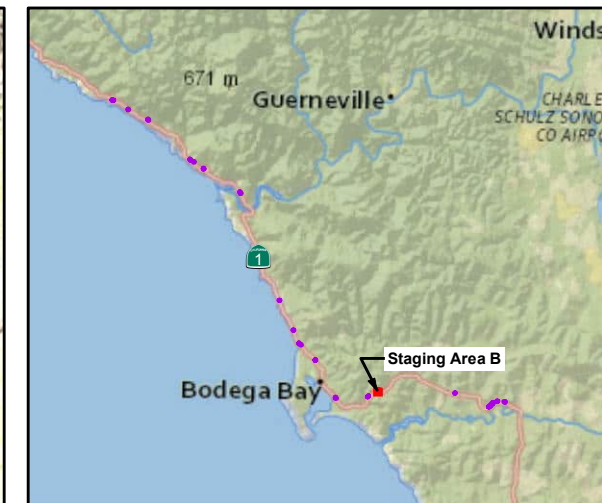 Winds
671 m
Guerneville
CHARLE
SCHULZ SONO
CO AIRPO
1
Staging Area B
Bodega Bay